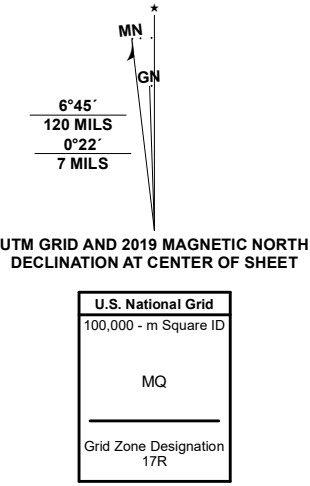 ★
MN
GN
6°45´
120 MILS
0°22´
7 MILS
UTM GRID AND 2019 MAGNETIC NORTH
DECLINATION AT CENTER OF SHEET
U.S. National Grid
100,000 - m Square ID
MQ
Grid Zone Designation
17R